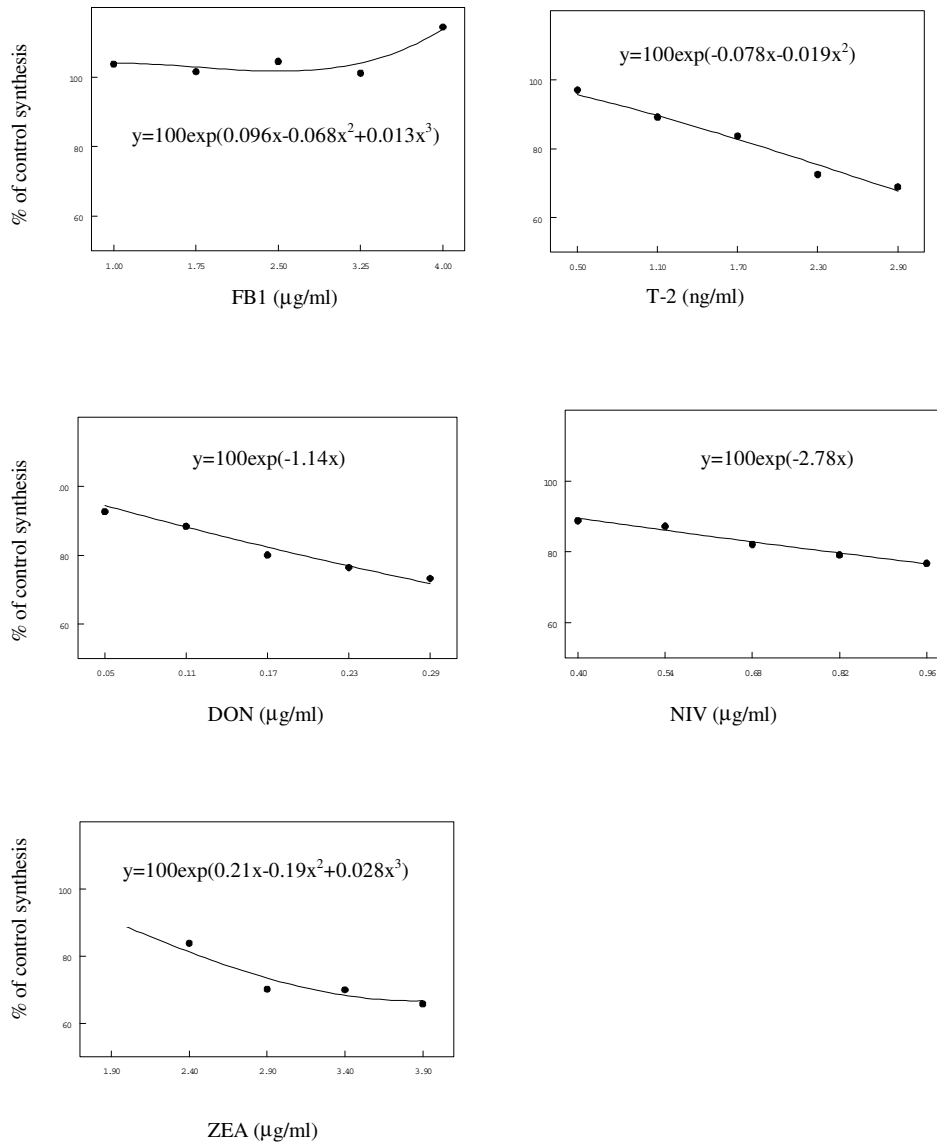 % of control synthesis
100
80
60
y=100exp(0.096x-0.068x²+0.013x³)
1.00 1.75 2.50 3.25 4.00
FB1 (µg/ml)
y=100exp(-0.078x-0.019x²)
100
80
60
0.50 1.10 1.70 2.30 2.90
T-2 (ng/ml)
% of control synthesis
y=100exp(-1.14x)
.00
80
60
0.05 0.11 0.17 0.23 0.29
DON (µg/ml)
y=100exp(-2.78x)
100
80
60
0.40 0.54 0.68 0.82 0.96
NIV (µg/ml)
% of control synthesis
y=100exp(0.21x-0.19x²+0.028x³)
100
80
60
1.90 2.40 2.90 3.40 3.90
ZEA (µg/ml)